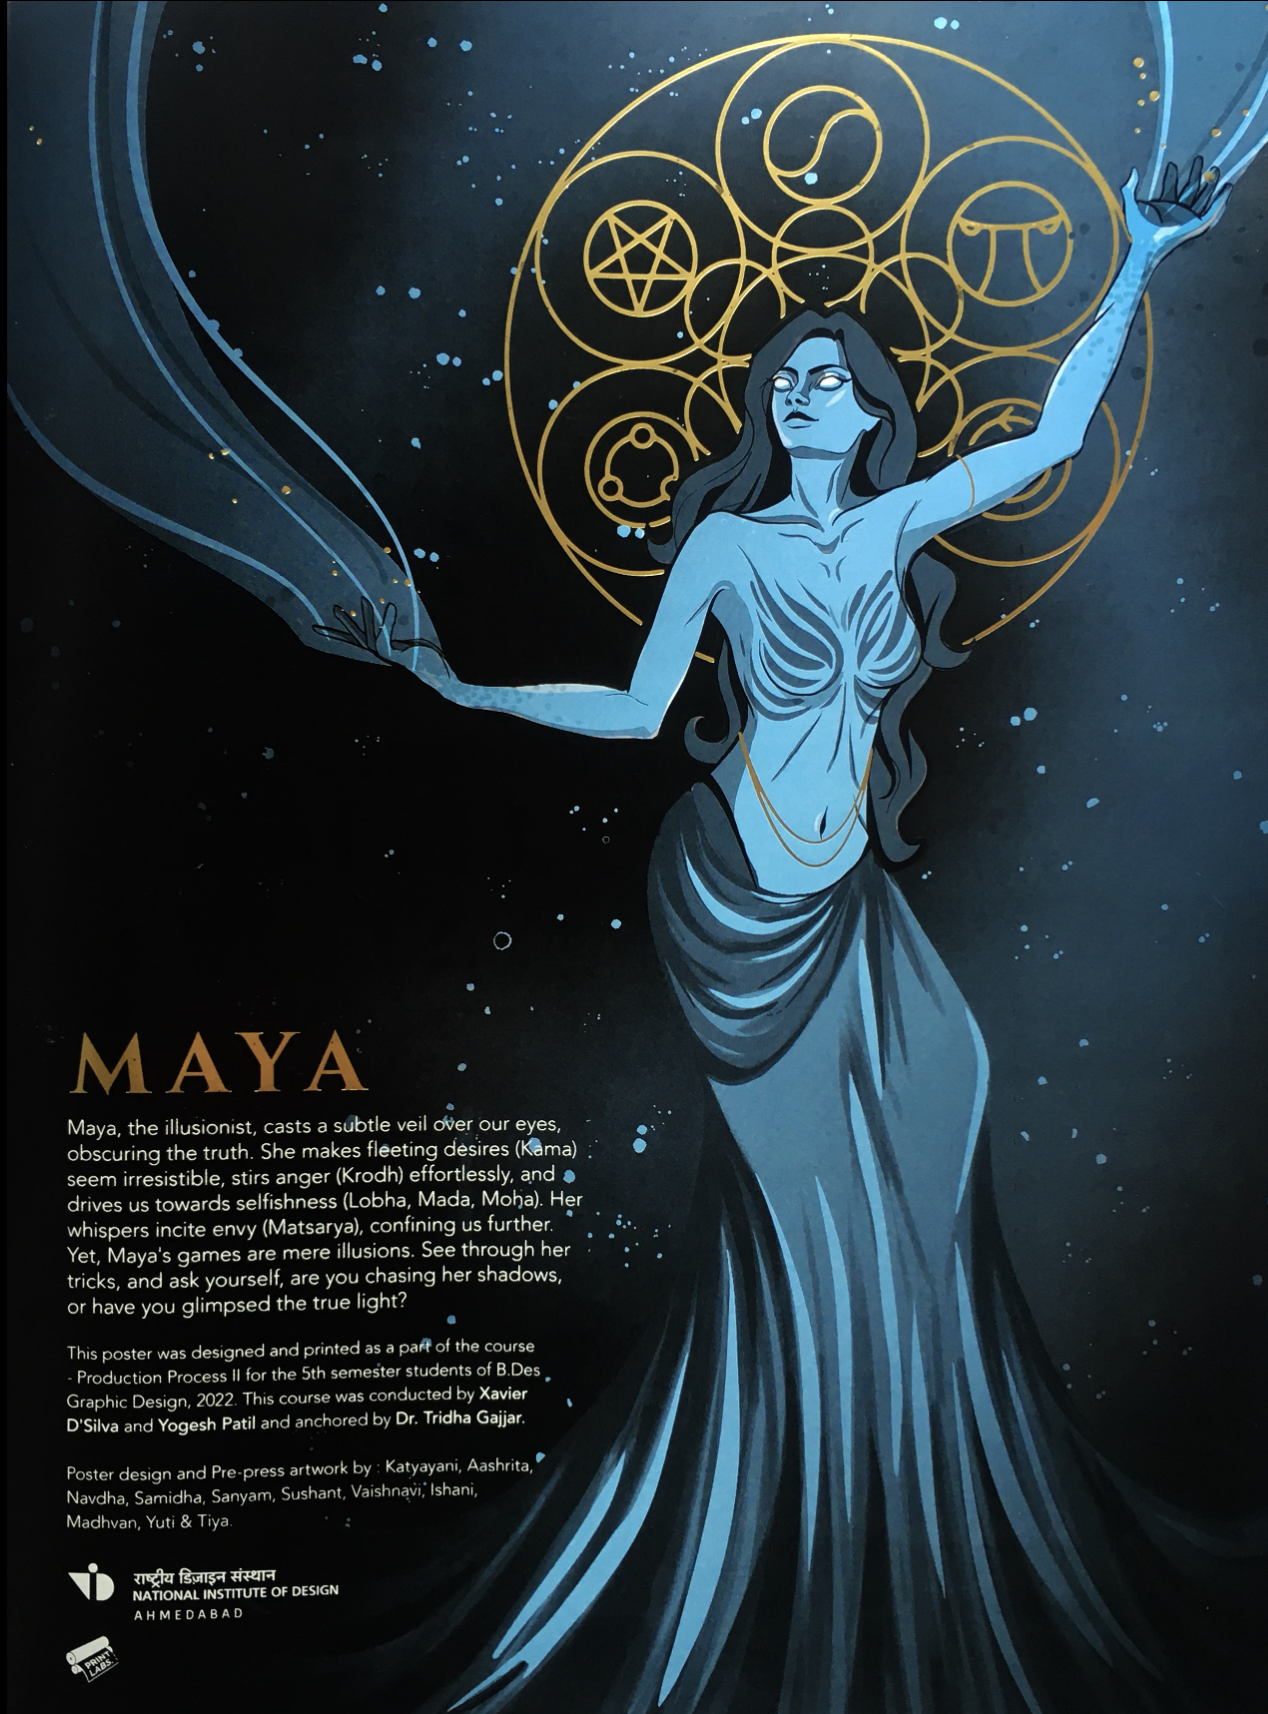 MAYA
Maya, the illusionist, casts a subtle veil over our eyes,
obscuring the truth. She makes fleeting desires (Kama)
seem irresistible, stirs anger (Krodh) effortlessly, and
drives us towards selfishness (Lobha, Mada, Moha). Her
whispers incite envy (Matsarya), confining us further.
Yet, Maya's games are mere illusions. See through her
tricks, and ask yourself, are you chasing her shadows,
or have you glimpsed the true light?
This poster was designed and printed as a part of the course
- Production Process II for the 5th semester students of B.Des
Graphic Design, 2022. This course was conducted by Xavier
D'Silva and Yogesh Patil and anchored by Dr. Tridha Gajjar.
Poster design and Pre-press artwork by : Katyayani, Aashrita,
Navdha, Samidha, Sanyam, Sushant, Vaishnavi, Ishani,
Madhvan, Yuti & Tiya.
राष्ट्रीय डिज़ाइन संस्थान
NATIONAL INSTITUTE OF DESIGN
AHMEDABAD
PRINT
LABS.